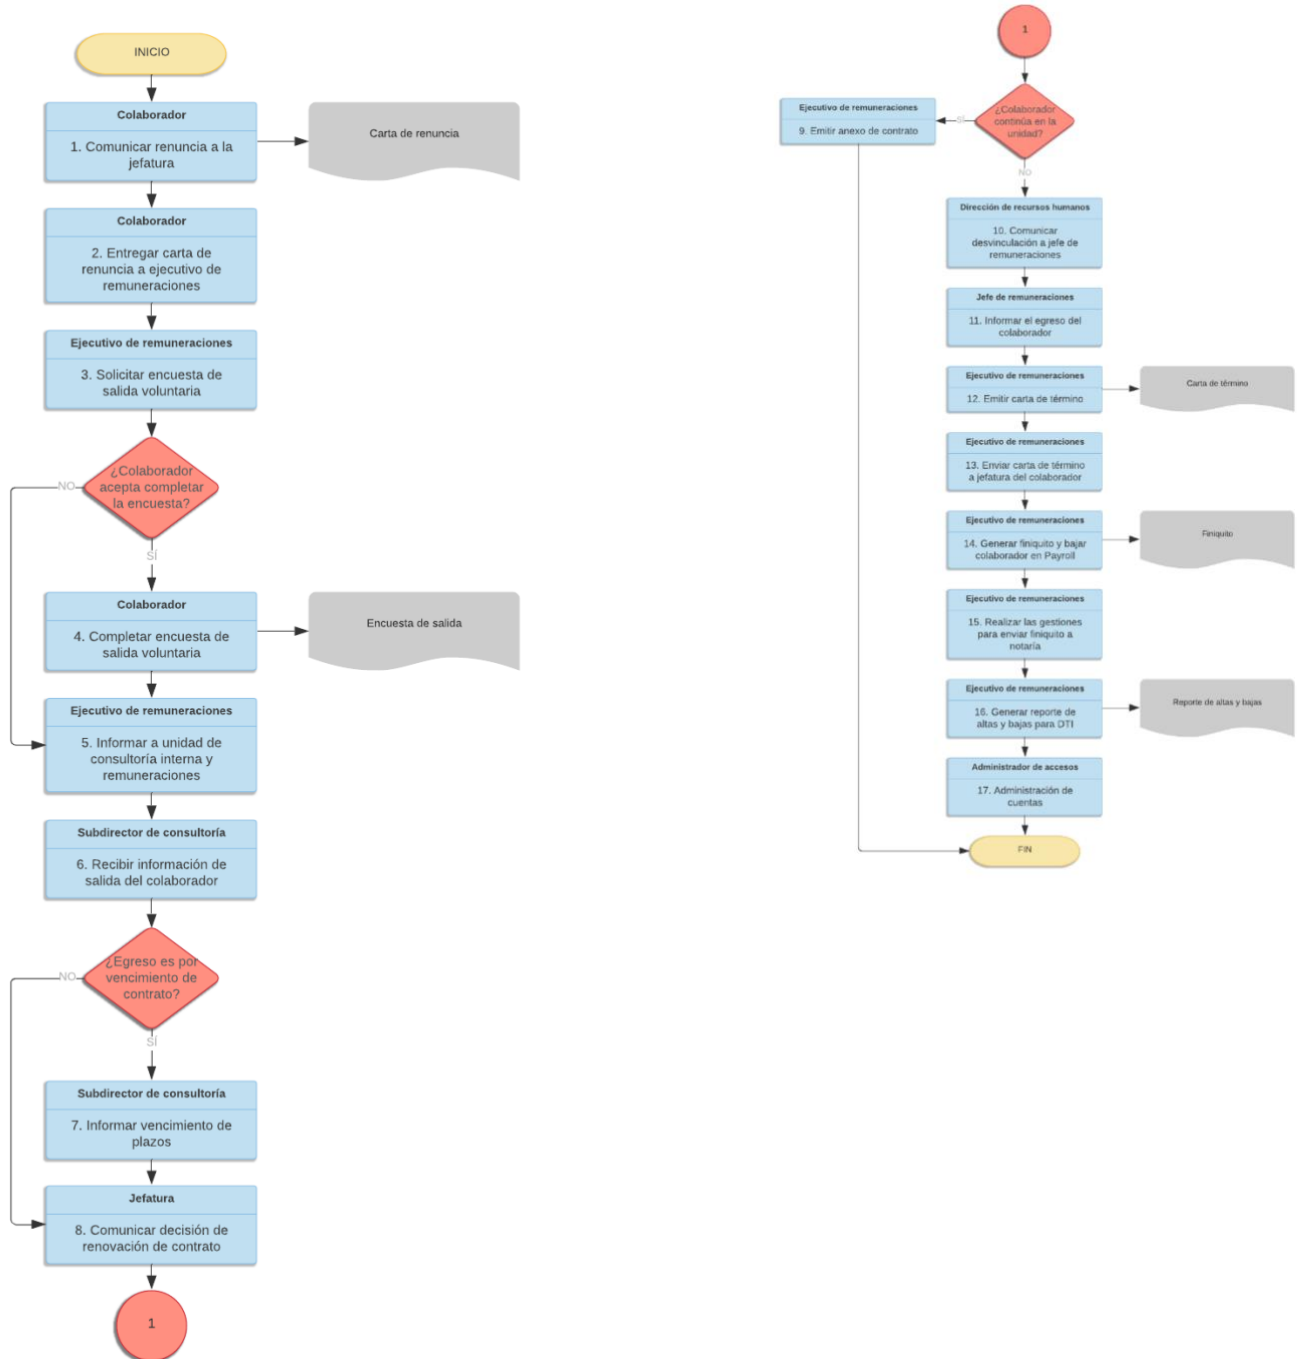 INICIO
Colaborador
1. Comunicar renuncia a la
jefatura
Carta de renuncia
Colaborador
2. Entregar carta de
renuncia a ejecutivo de
remuneraciones
Ejecutivo de remuneraciones
3. Solicitar encuesta de
salida voluntaria
¿Colaborador
acepta completar
la encuesta?
NO
SÍ
Colaborador
4. Completar encuesta de
salida voluntaria
Encuesta de salida
Ejecutivo de remuneraciones
5. Informar a unidad de
consultoría interna y
remuneraciones
Subdirector de consultoría
6. Recibir información de
salida del colaborador
¿Egreso es por
vencimiento de
contrato?
NO
SÍ
Subdirector de consultoría
7. Informar vencimiento de
plazos
Jefatura
8. Comunicar decisión de
renovación de contrato
1
1
¿Colaborador
continúa en la
unidad?
SÍ
Ejecutivo de remuneraciones
9. Emitir anexo de contrato
NO
Dirección de recursos humanos
10. Comunicar
desvinculación a jefe de
remuneraciones
Jefe de remuneraciones
11. Informar el egreso del
colaborador
Ejecutivo de remuneraciones
12. Emitir carta de término
Carta de término
Ejecutivo de remuneraciones
13. Enviar carta de término
a jefatura del colaborador
Ejecutivo de remuneraciones
14. Generar finiquito y bajar
colaborador en Payroll
Finiquito
Ejecutivo de remuneraciones
15. Realizar las gestiones
para enviar finiquito a
notaría
Ejecutivo de remuneraciones
16. Generar reporte de
altas y bajas para DTI
Reporte de altas y bajas
Administrador de accesos
17. Administración de
cuentas
FIN